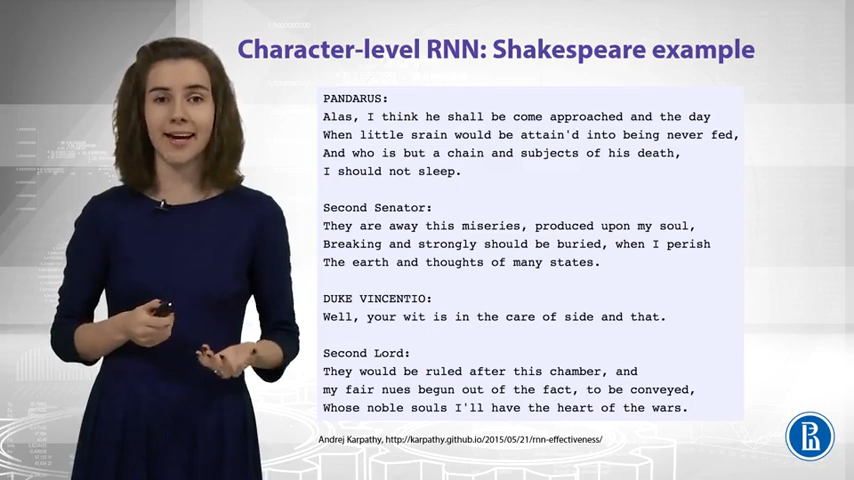 Character-level RNN: Shakespeare example
PANDARUS:
Alas, I think he shall be come approached and the day
When little srain would be attain'd into being never fed,
And who is but a chain and subjects of his death,
I should not sleep.
Second Senator:
They are away this miseries, produced upon my soul,
Breaking and strongly should be buried, when I perish
The earth and thoughts of many states.
DUKE VINCENTIO:
Well, your wit is in the care of side and that.
Second Lord:
They would be ruled after this chamber, and
my fair nues begun out of the fact, to be conveyed,
Whose noble souls I'll have the heart of the wars.
Andrej Karpathy, http://karpathy.github.io/2015/05/21/rnn-effectiveness/